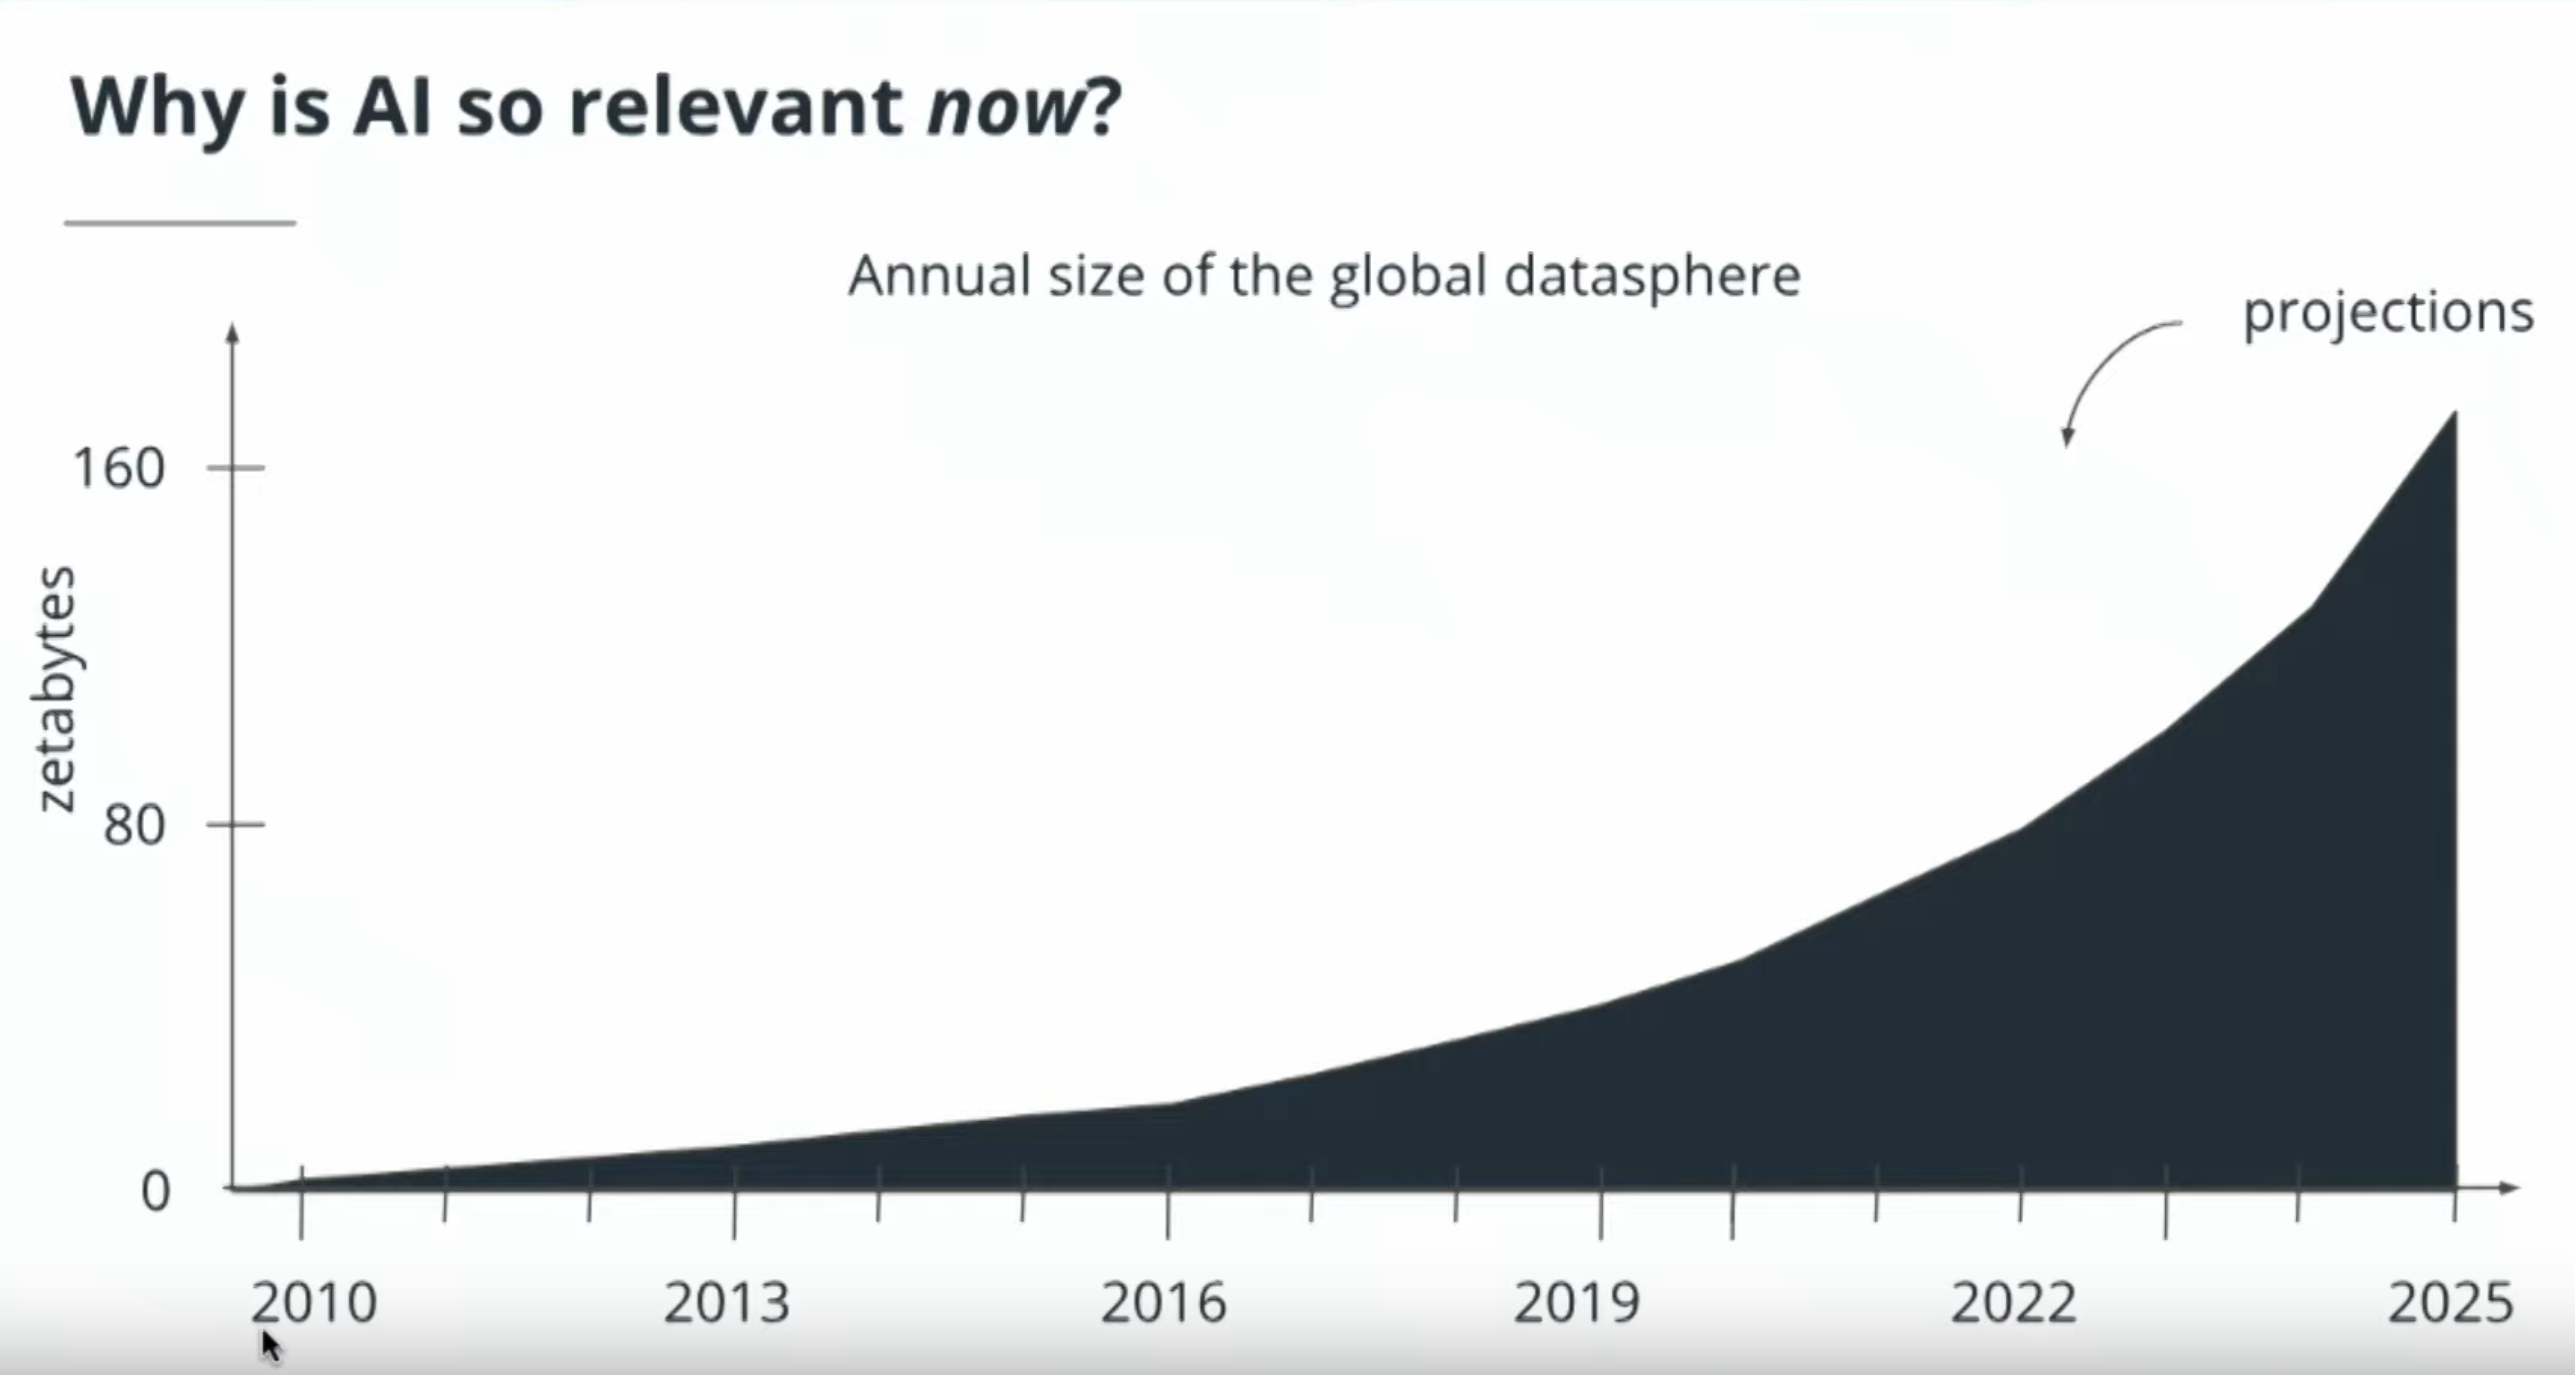 Why is AI so relevant now?
Annual size of the global datasphere
projections
zetabytes
160
80
0
2010 2013 2016 2019 2022 2025